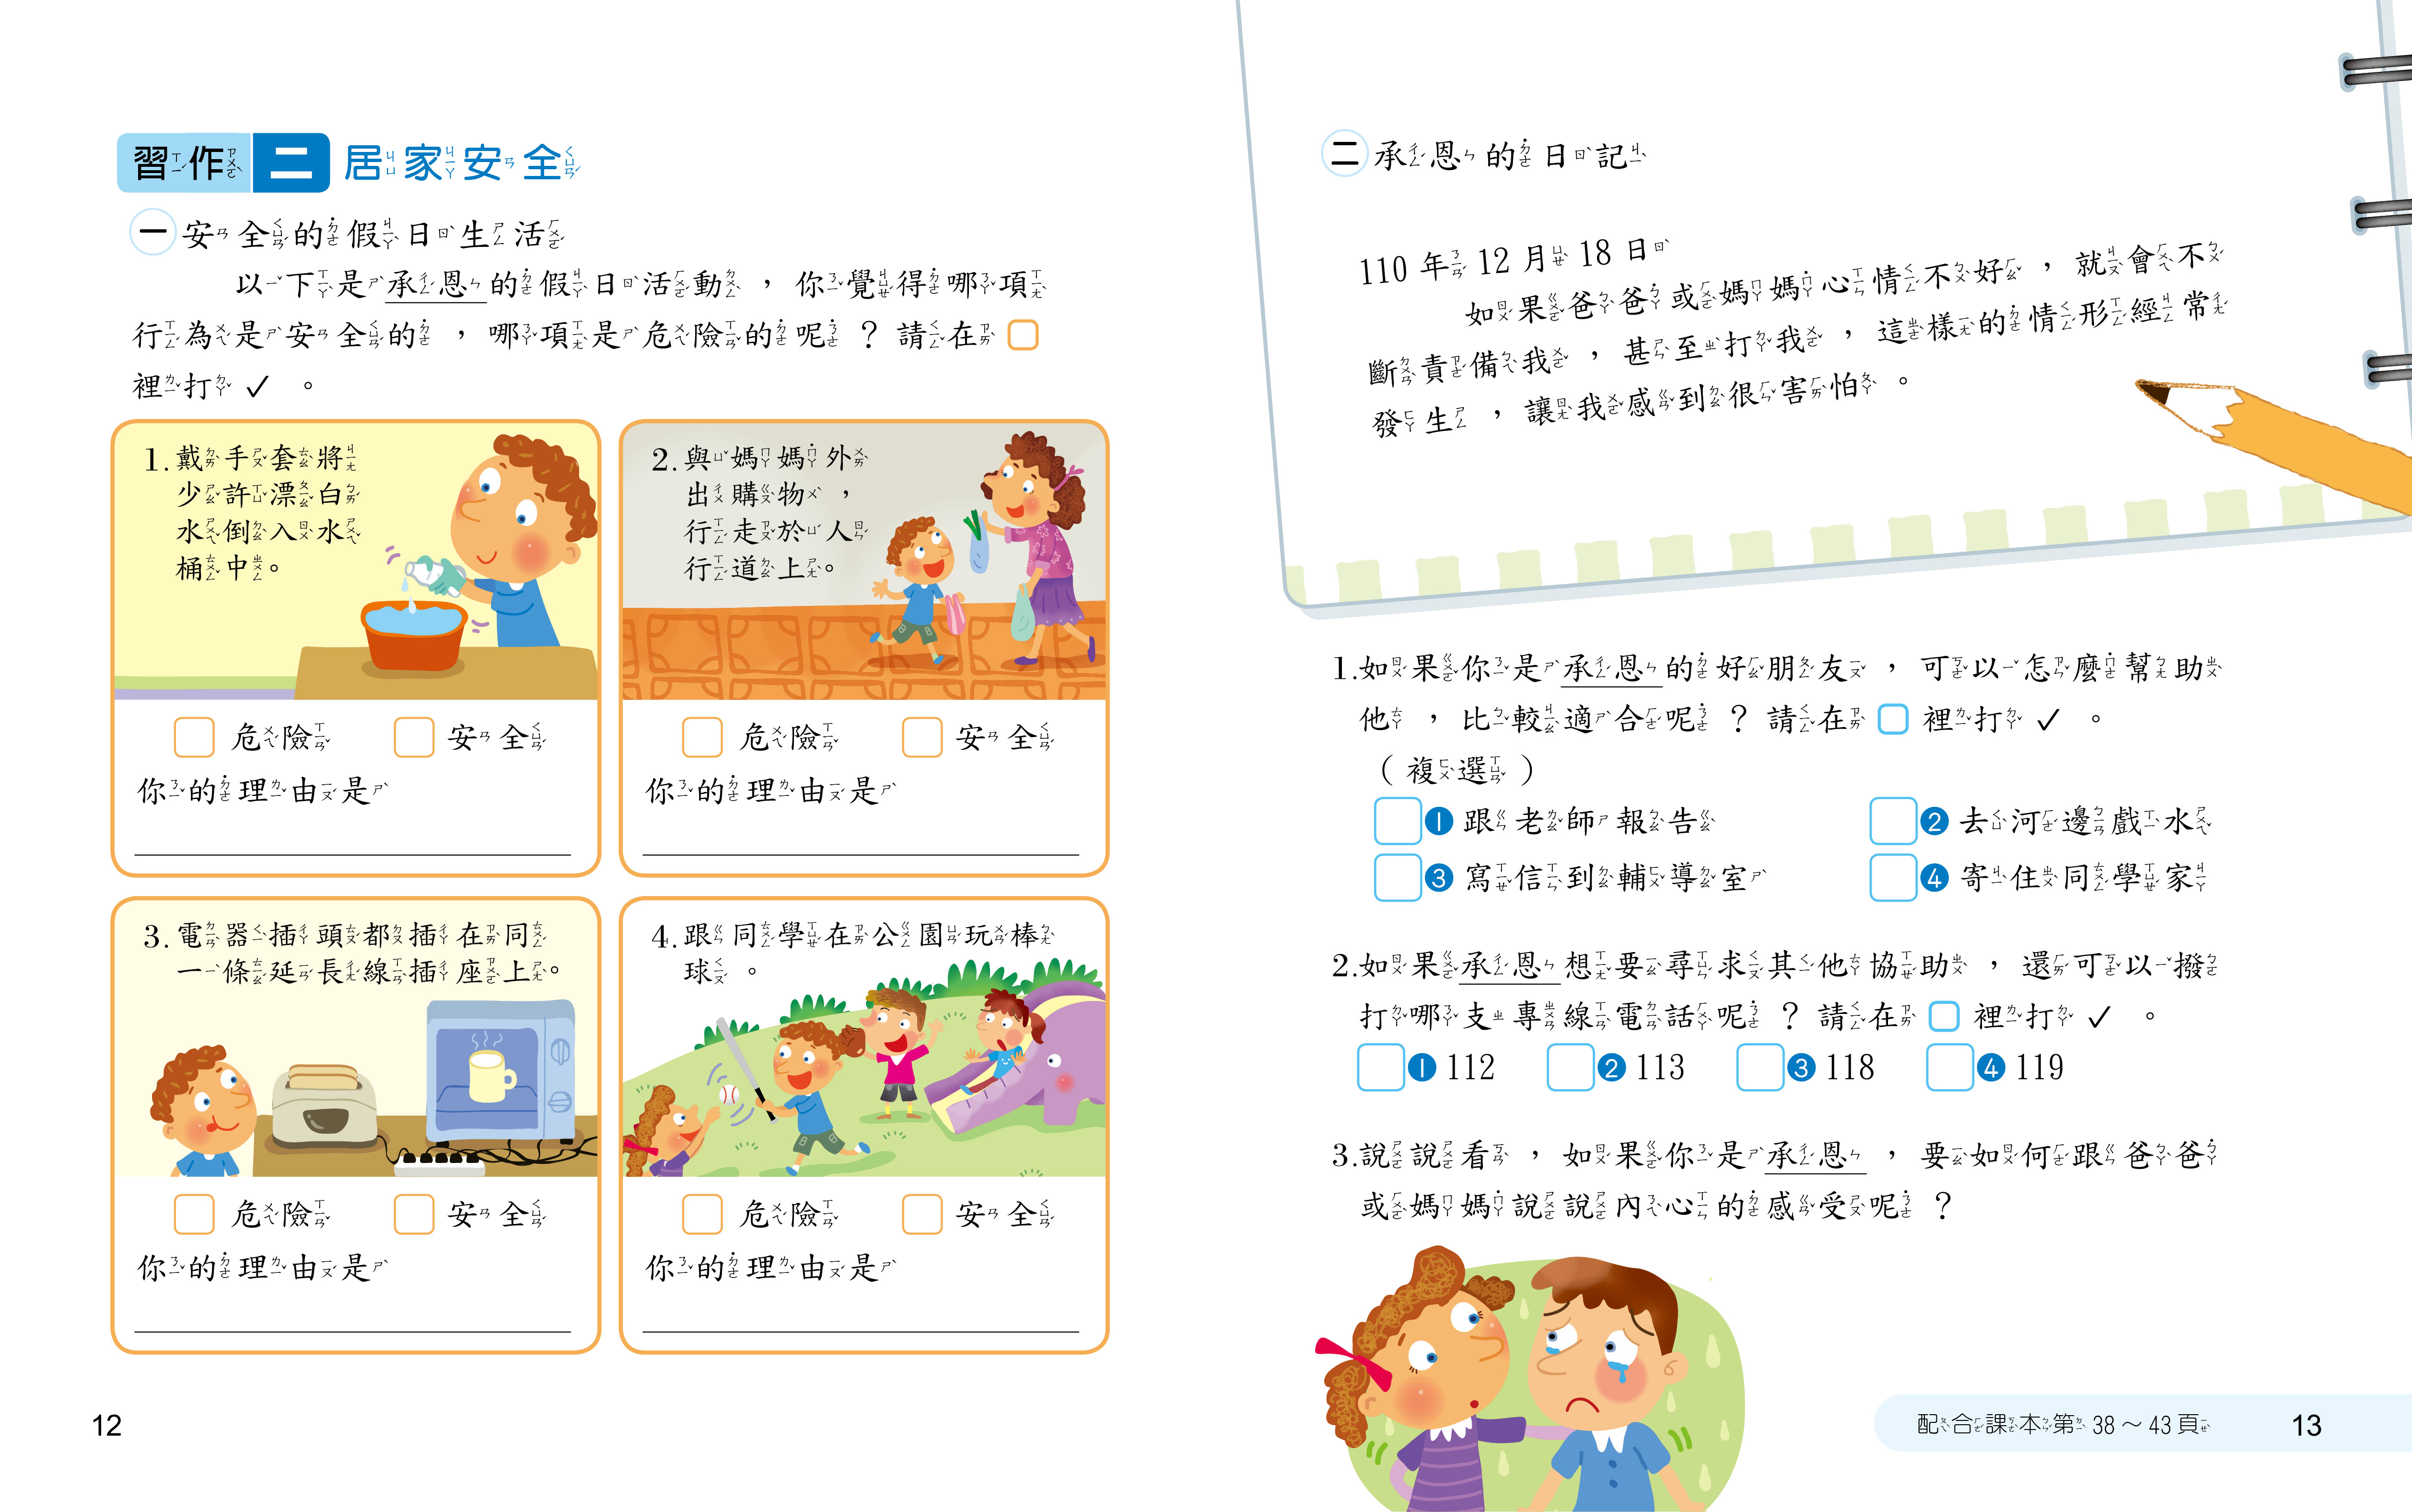 習作 二 居家安全
一 安全的假日生活
以下是承恩的假日活動，你覺得哪項
行為是安全的，哪項是危險的呢？請在□
裡打✓。
1.戴手套將
少許漂白
水倒入水
桶中。
□ 危險 □ 安全
你的理由是
2.與媽媽外
出購物，
行走於人
行道上。
□ 危險 □ 安全
你的理由是
3.電器插頭都插在同
一條延長線插座上。
□ 危險 □ 安全
你的理由是
4.跟同學在公園玩棒
球。
□ 危險 □ 安全
你的理由是
12
二 承恩的日記
110年12月18日
如果爸爸或媽媽心情不好，就會不
斷責備我，甚至打我，這樣的情形經常
發生，讓我感到很害怕。
1.如果你是承恩的好朋友，可以怎麼幫助
他，比較適合呢？請在□裡打✓。
（複選）
□❶跟老師報告 □❷去河邊戲水
□❸寫信到輔導室 □❹寄住同學家
2.如果承恩想要尋求其他協助，還可以撥
打哪支專線電話呢？請在□裡打✓。
□❶112 □❷113 □❸118 □❹119
3.說說看，如果你是承恩，要如何跟爸爸
或媽媽說說內心的感受呢？
配合課本第38～43頁 13